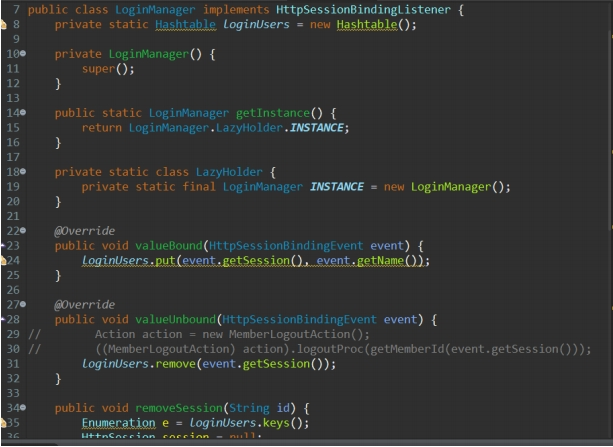 7 public class LoginManager implements HttpSessionBindingListener {
8 private static Hashtable loginUsers = new Hashtable();
9
10 private LoginManager() {
11 super();
12 }
13
14 public static LoginManager getInstance() {
15 return LoginManager.LazyHolder.INSTANCE;
16 }
17
18 private static class LazyHolder {
19 private static final LoginManager INSTANCE = new LoginManager();
20 }
21
22 @Override
23 public void valueBound(HttpSessionBindingEvent event) {
24 loginUsers.put(event.getSession(), event.getName());
25 }
26
27 @Override
28 public void valueUnbound(HttpSessionBindingEvent event) {
29 // Action action = new MemberLogoutAction();
30 // ((MemberLogoutAction) action).logoutProc(getMemberId(event.getSession()));
31 loginUsers.remove(event.getSession());
32 }
33
34 public void removeSession(String id) {
35 Enumeration e = loginUsers.keys();
36 HttpSession session = null;